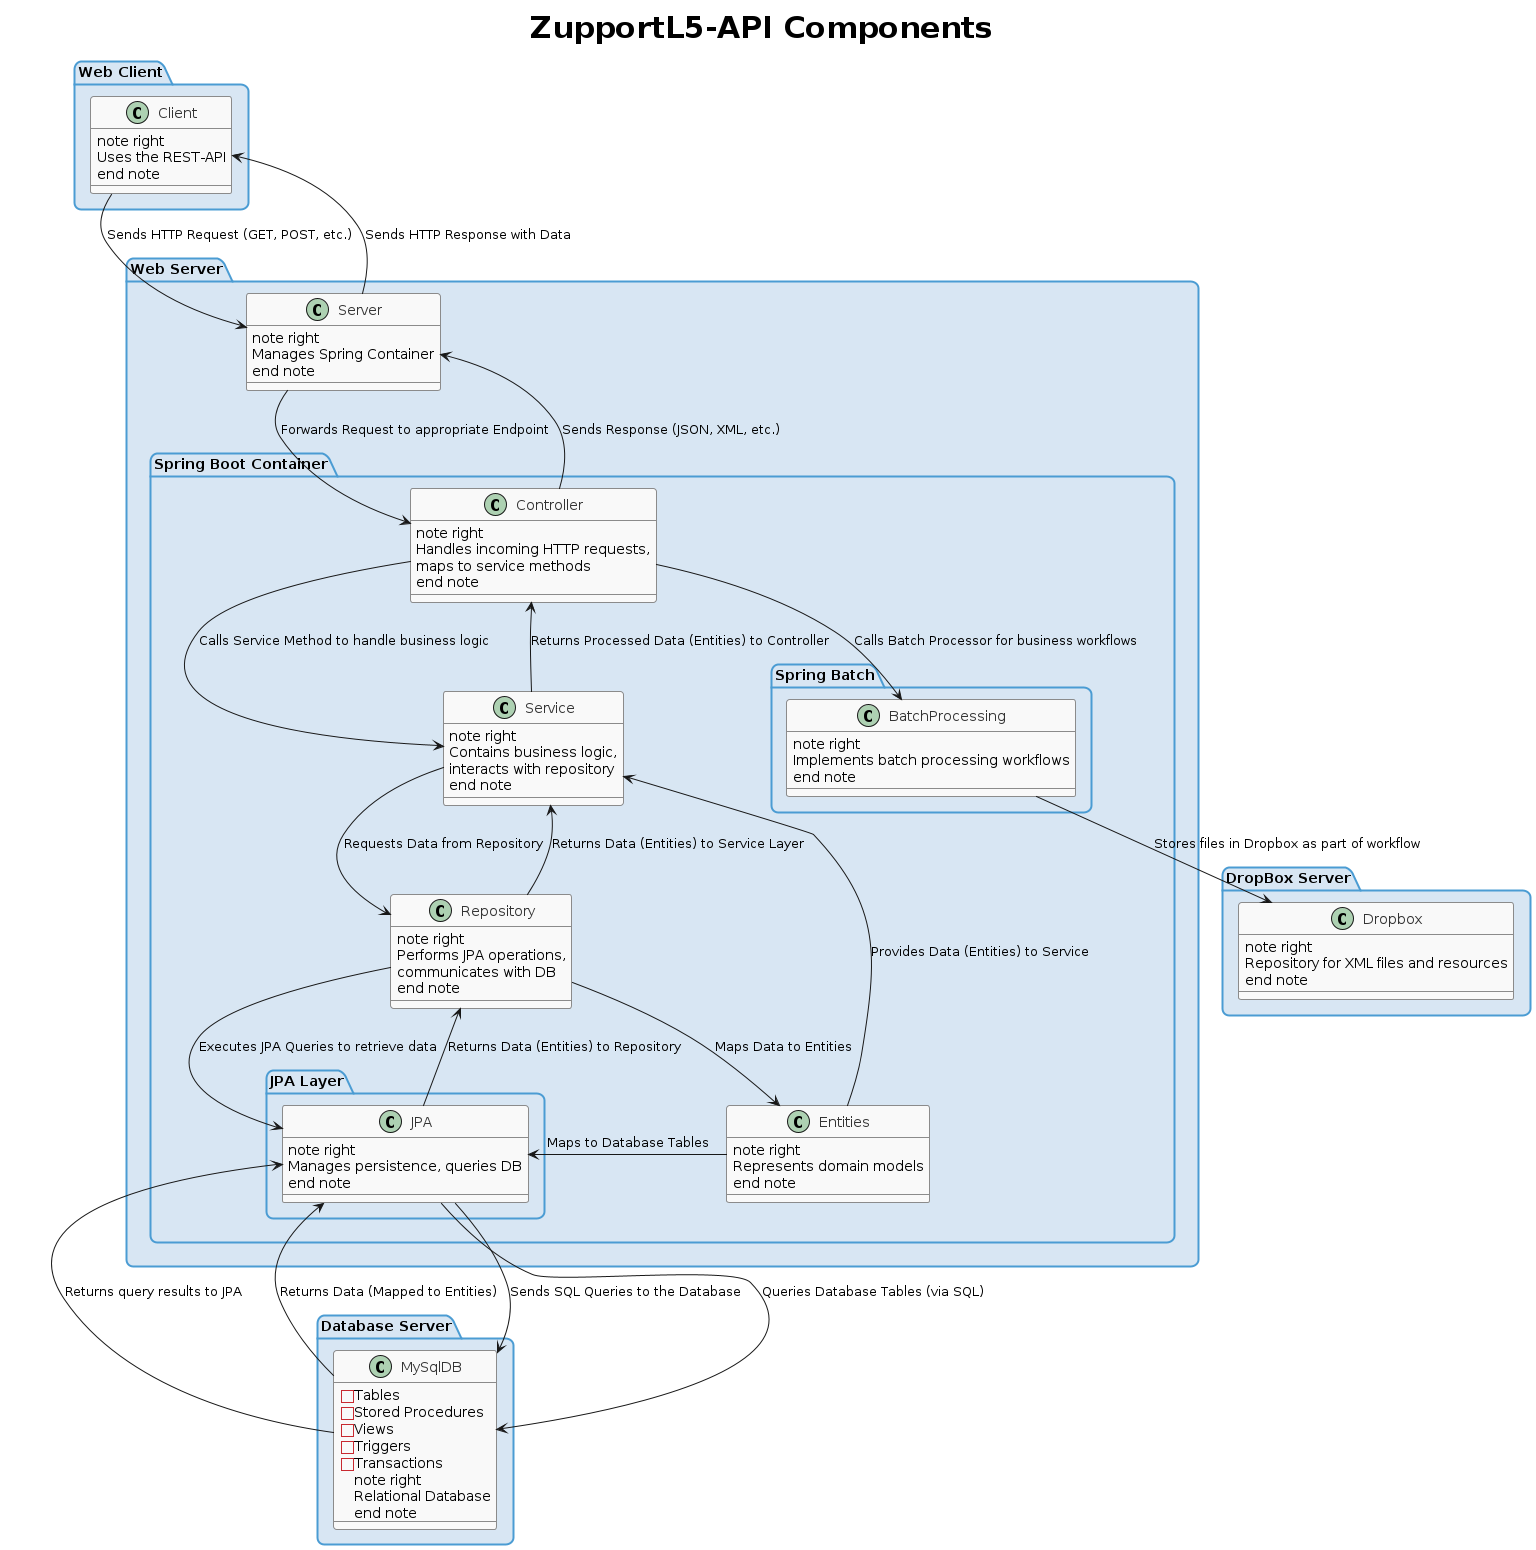 ZupportL5-API Components
Web Client
C Client
note right
Uses the REST-API
end note
Sends HTTP Request (GET, POST, etc.)
Sends HTTP Response with Data
Web Server
C Server
note right
Manages Spring Container
end note
Forwards Request to appropriate Endpoint
Sends Response (JSON, XML, etc.)
Spring Boot Container
C Controller
note right
Handles incoming HTTP requests,
maps to service methods
end note
Calls Service Method to handle business logic
Returns Processed Data (Entities) to Controller
Calls Batch Processor for business workflows
Spring Batch
C Service
note right
Contains business logic,
interacts with repository
end note
C BatchProcessing
note right
Implements batch processing workflows
end note
Requests Data from Repository
Returns Data (Entities) to Service Layer
Stores files in Dropbox as part of workflow
DropBox Server
C Repository
note right
Performs JPA operations,
communicates with DB
end note
Provides Data (Entities) to Service
C Dropbox
note right
Repository for XML files and resources
end note
Executes JPA Queries to retrieve data
Returns Data (Entities) to Repository
Maps Data to Entities
JPA Layer
C JPA
note right
Manages persistence, queries DB
end note
Maps to Database Tables
C Entities
note right
Represents domain models
end note
Returns query results to JPA
Returns Data (Mapped to Entities)
Sends SQL Queries to the Database
Queries Database Tables (via SQL)
Database Server
C MySqlDB
Tables
Stored Procedures
Views
Triggers
Transactions
note right
Relational Database
end note